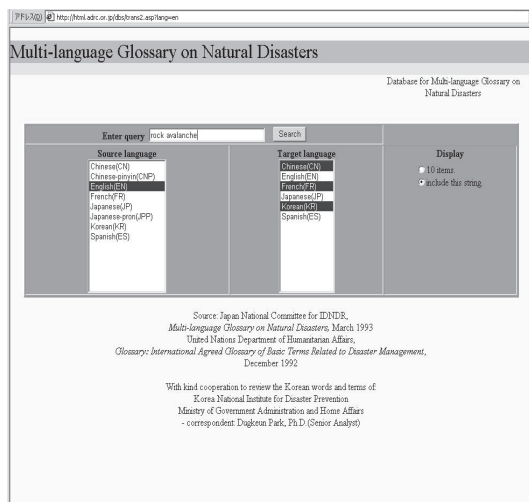 アドレス(D) http://html.adrc.or.jp/dbs/trans2.asp?lang=en
Multi-language Glossary on Natural Disasters
Database for Multi-language Glossary on
Natural Disasters
Enter query rock avalanche Search
Source language
Chinese(CN)
Chinese-pinyin(CNP)
English(EN)
French(FR)
Japanese(JP)
Japanese-pron(JPP)
Korean(KR)
Spanish(ES)
Target language
Chinese(CN)
English(EN)
French(FR)
Japanese(JP)
Korean(KR)
Spanish(ES)
Display
10 items.
include this string.
Source: Japan National Committee for IDNDR,
Multi-language Glossary on Natural Disasters, March 1993
United Nations Department of Humanitarian Affairs,
Glossary: International Agreed Glossary of Basic Terms Related to Disaster Management,
December 1992
With kind cooperation to review the Korean words and terms of:
Korea National Institute for Disaster Prevention
Ministry of Government Administration and Home Affairs
- correspondent: Dugkeun Park, Ph.D.(Senior Analyst)